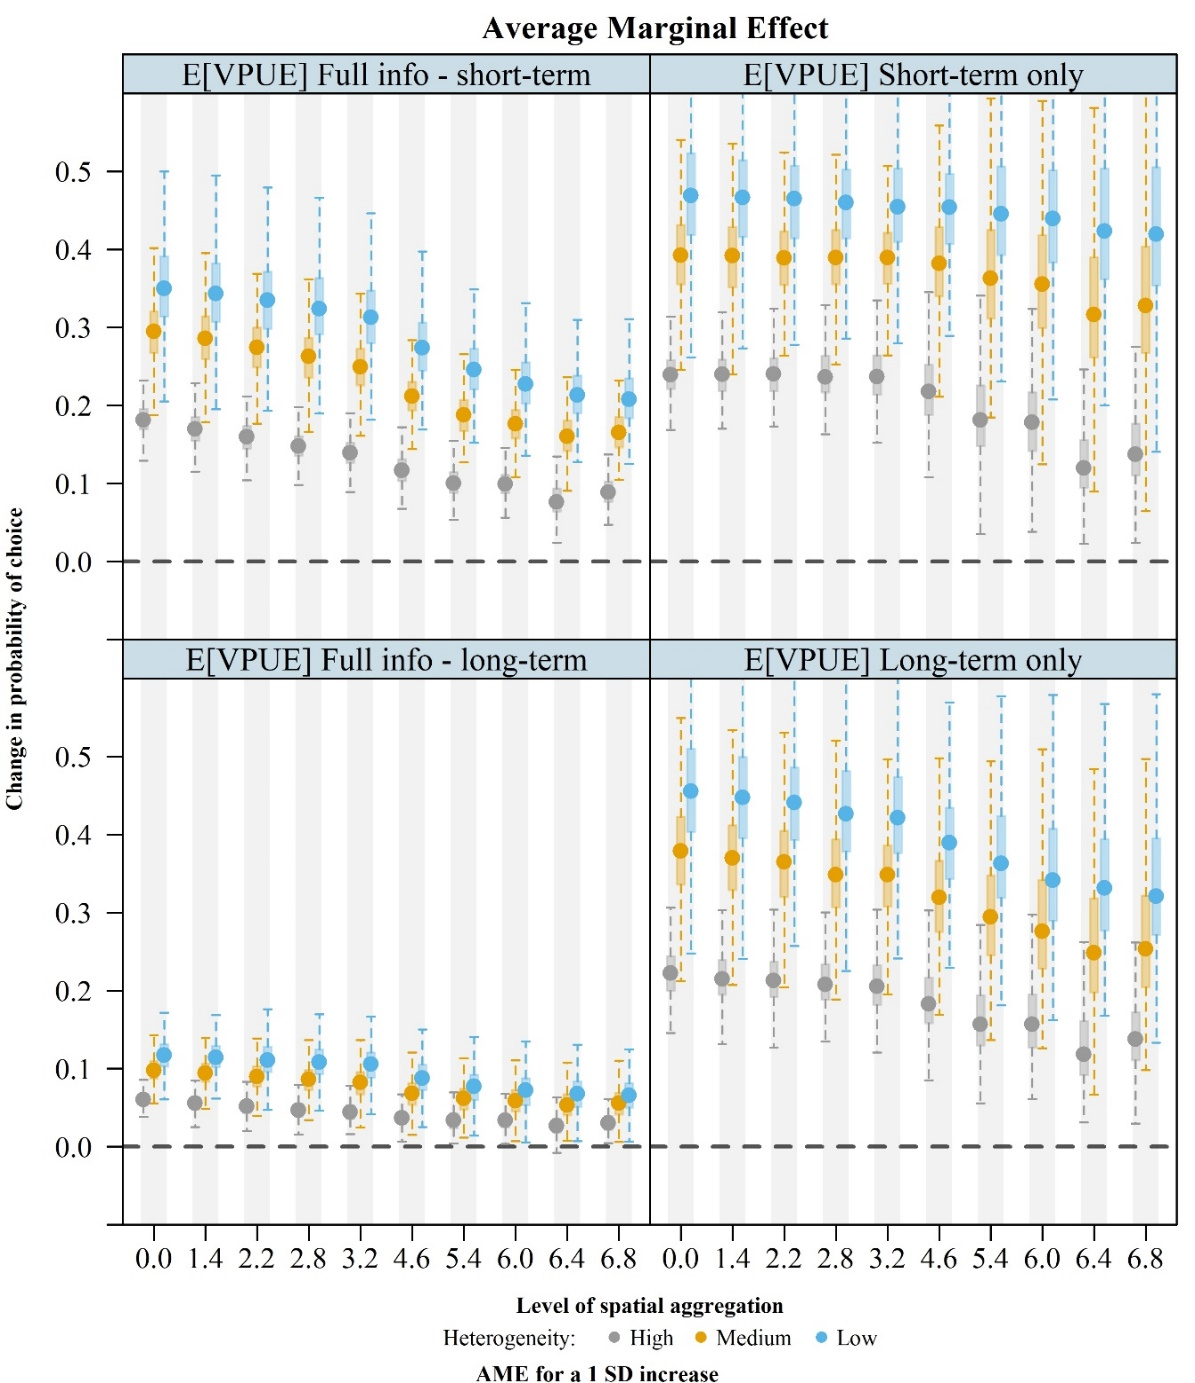 Average Marginal Effect
E[VPUE] Full info - short-term
E[VPUE] Short-term only
0.5
0.4
0.3
0.2
0.1
0.0
E[VPUE] Full info - long-term
E[VPUE] Long-term only
0.5
0.4
0.3
0.2
0.1
0.0
Change in probability of choice
0.0 1.4 2.2 2.8 3.2 4.6 5.4 6.0 6.4 6.8
0.0 1.4 2.2 2.8 3.2 4.6 5.4 6.0 6.4 6.8
Level of spatial aggregation
Heterogeneity: High Medium Low
AME for a 1 SD increase